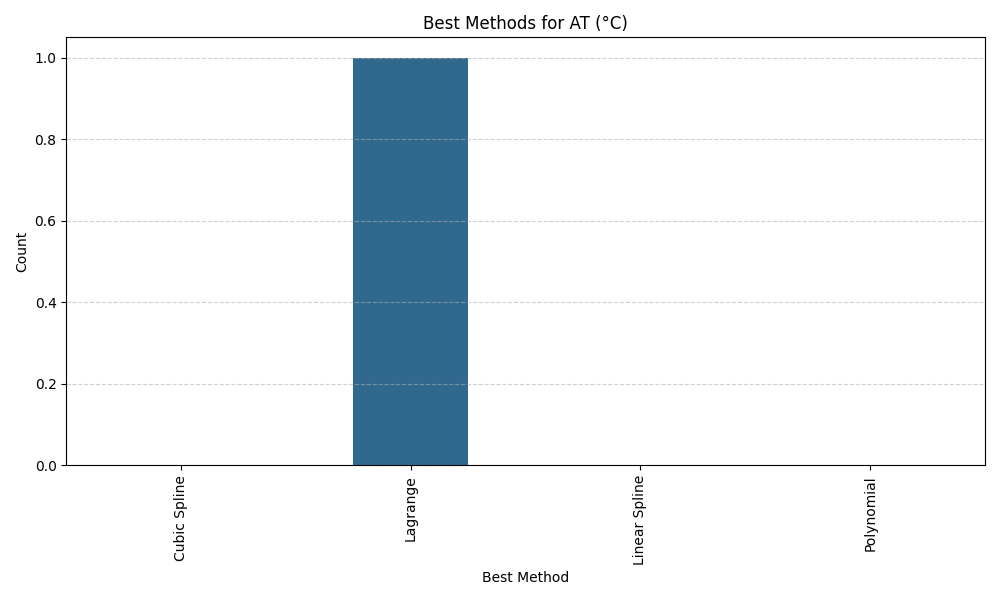 Best Methods for AT (°C)
Count
1.0
0.8
0.6
0.4
0.2
0.0
Cubic Spline
Lagrange
Linear Spline
Polynomial
Best Method